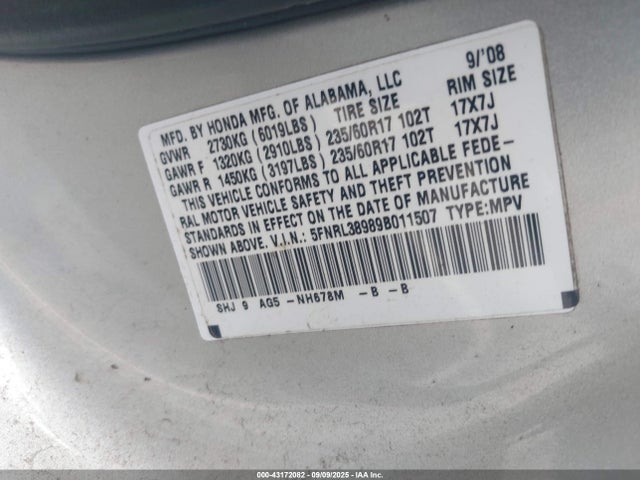 MFD. BY HONDA MFG. OF ALABAMA, LLC 9/'08
TIRE SIZE RIM SIZE
GVWR 2730KG (6019LBS)
GAWR F 1320KG (2910LBS) 235/60R17 102T 17X7J
GAWR R 1450KG (3197LBS) 235/60R17 102T 17X7J
THIS VEHICLE CONFORMS TO ALL APPLICABLE FEDE-
RAL MOTOR VEHICLE SAFETY AND THEFT PREVENTION
STANDARDS IN EFFECT ON THE DATE OF MANUFACTURE
SHOWN ABOVE. V.I.N.: 5FNRL38989B011507 TYPE:MPV
SHJ 9 AG5 -NH678M -B -B
000-43172082 - 09/09/2025 - IAA Inc.